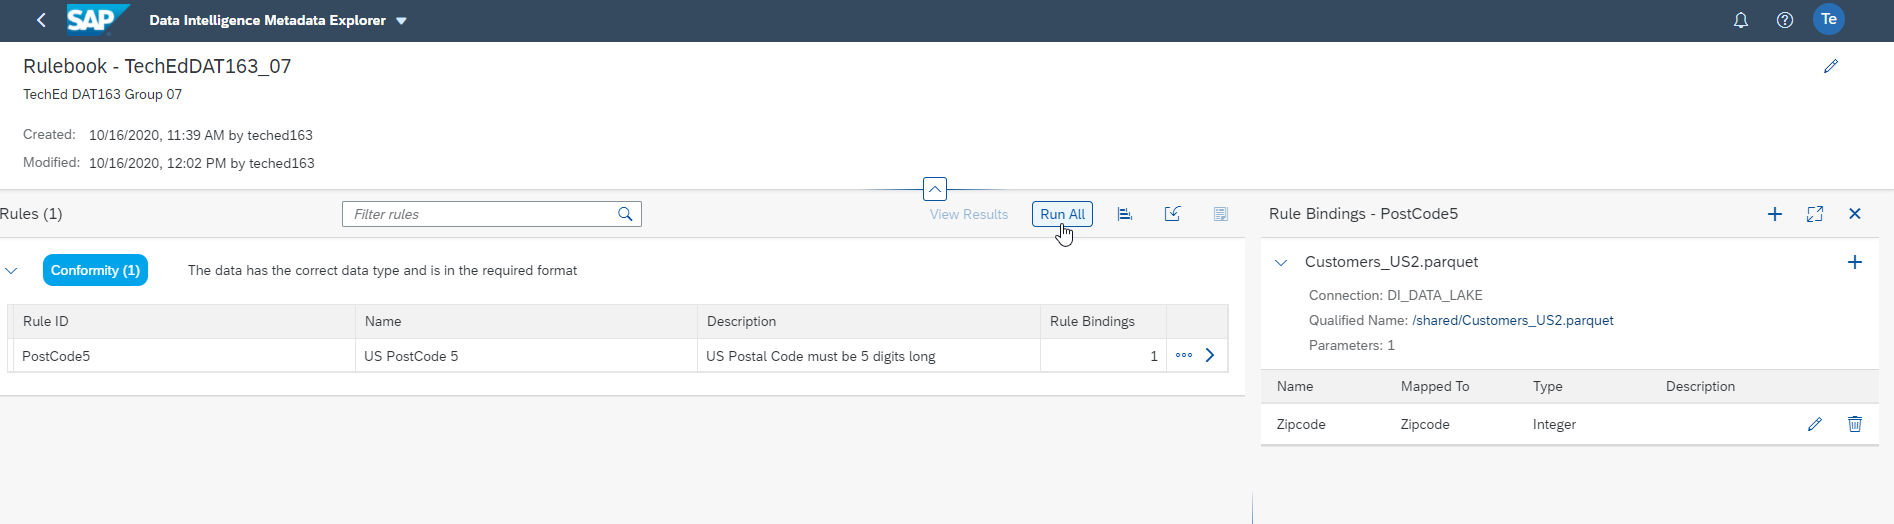 SAP Data Intelligence Metadata Explorer Te
Rulebook - TechEdDAT163_07
TechEd DAT163 Group 07
Created: 10/16/2020, 11:39 AM by teched163
Modified: 10/16/2020, 12:02 PM by teched163
Rules (1) Filter rules View Results Run All
Conformity (1) The data has the correct data type and is in the required format
Rule ID Name Description Rule Bindings
PostCode5 US PostCode 5 US Postal Code must be 5 digits long 1
Rule Bindings - PostCode5
Customers_US2.parquet
Connection: DI_DATA_LAKE
Qualified Name: /shared/Customers_US2.parquet
Parameters: 1
Name Mapped To Type Description
Zipcode Zipcode Integer